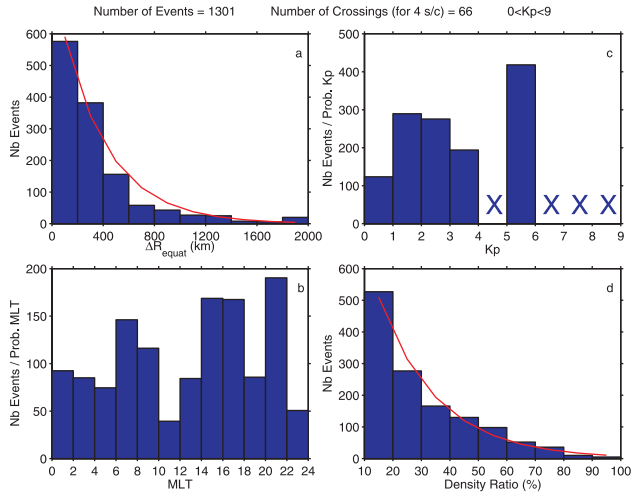 Number of Events = 1301 Number of Crossings (for 4 s/c) = 66 0<Kp<9
600
500
400
300
200
100
0
Nb Events
a
0 400 800 1200 1600 2000
ΔRequat (km)
500
400
300
200
100
0
Nb Events / Prob. Kp
c
X X X X
0 1 2 3 4 5 6 7 8 9
Kp
200
150
100
50
0
Nb Events / Prob. MLT
b
0 2 4 6 8 10 12 14 16 18 20 22 24
MLT
600
500
400
300
200
100
0
Nb Events
d
10 20 30 40 50 60 70 80 90 100
Density Ratio (%)